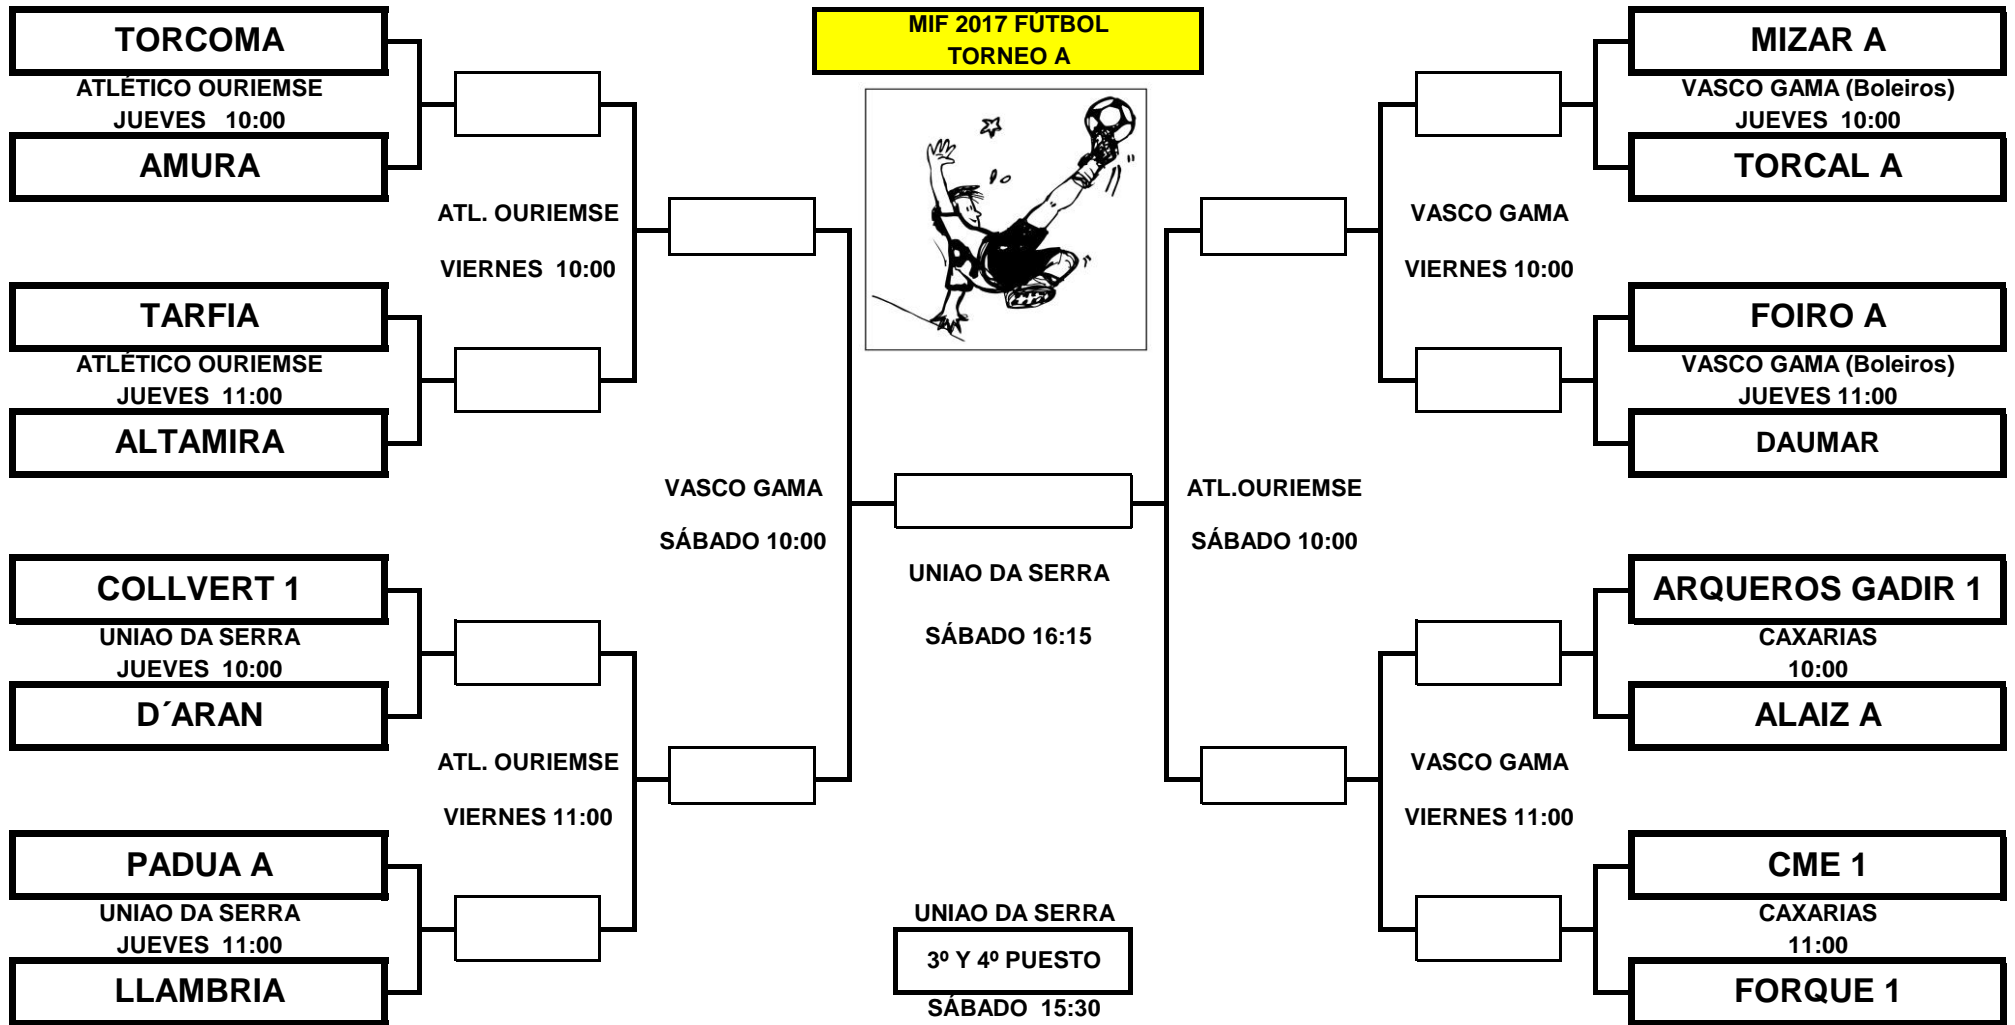 MIF 2017 FÚTBOL
TORNEO A
TORCOMA
ATLÉTICO OURIEMSE
JUEVES 10:00
AMURA
ATL. OURIEMSE
VIERNES 10:00
TARFIA
ATLÉTICO OURIEMSE
JUEVES 11:00
ALTAMIRA
VASCO GAMA
SÁBADO 10:00
COLLVERT 1
UNIAO DA SERRA
JUEVES 10:00
D´ARAN
ATL. OURIEMSE
VIERNES 11:00
PADUA A
UNIAO DA SERRA
JUEVES 11:00
LLAMBRIA
UNIAO DA SERRA
SÁBADO 16:15
UNIAO DA SERRA
3º Y 4º PUESTO
SÁBADO 15:30
MIZAR A
VASCO GAMA (Boleiros)
JUEVES 10:00
TORCAL A
VASCO GAMA
VIERNES 10:00
FOIRO A
VASCO GAMA (Boleiros)
JUEVES 11:00
DAUMAR
ATL.OURIEMSE
SÁBADO 10:00
ARQUEROS GADIR 1
CAXARIAS
10:00
ALAIZ A
VASCO GAMA
VIERNES 11:00
CME 1
CAXARIAS
11:00
FORQUE 1